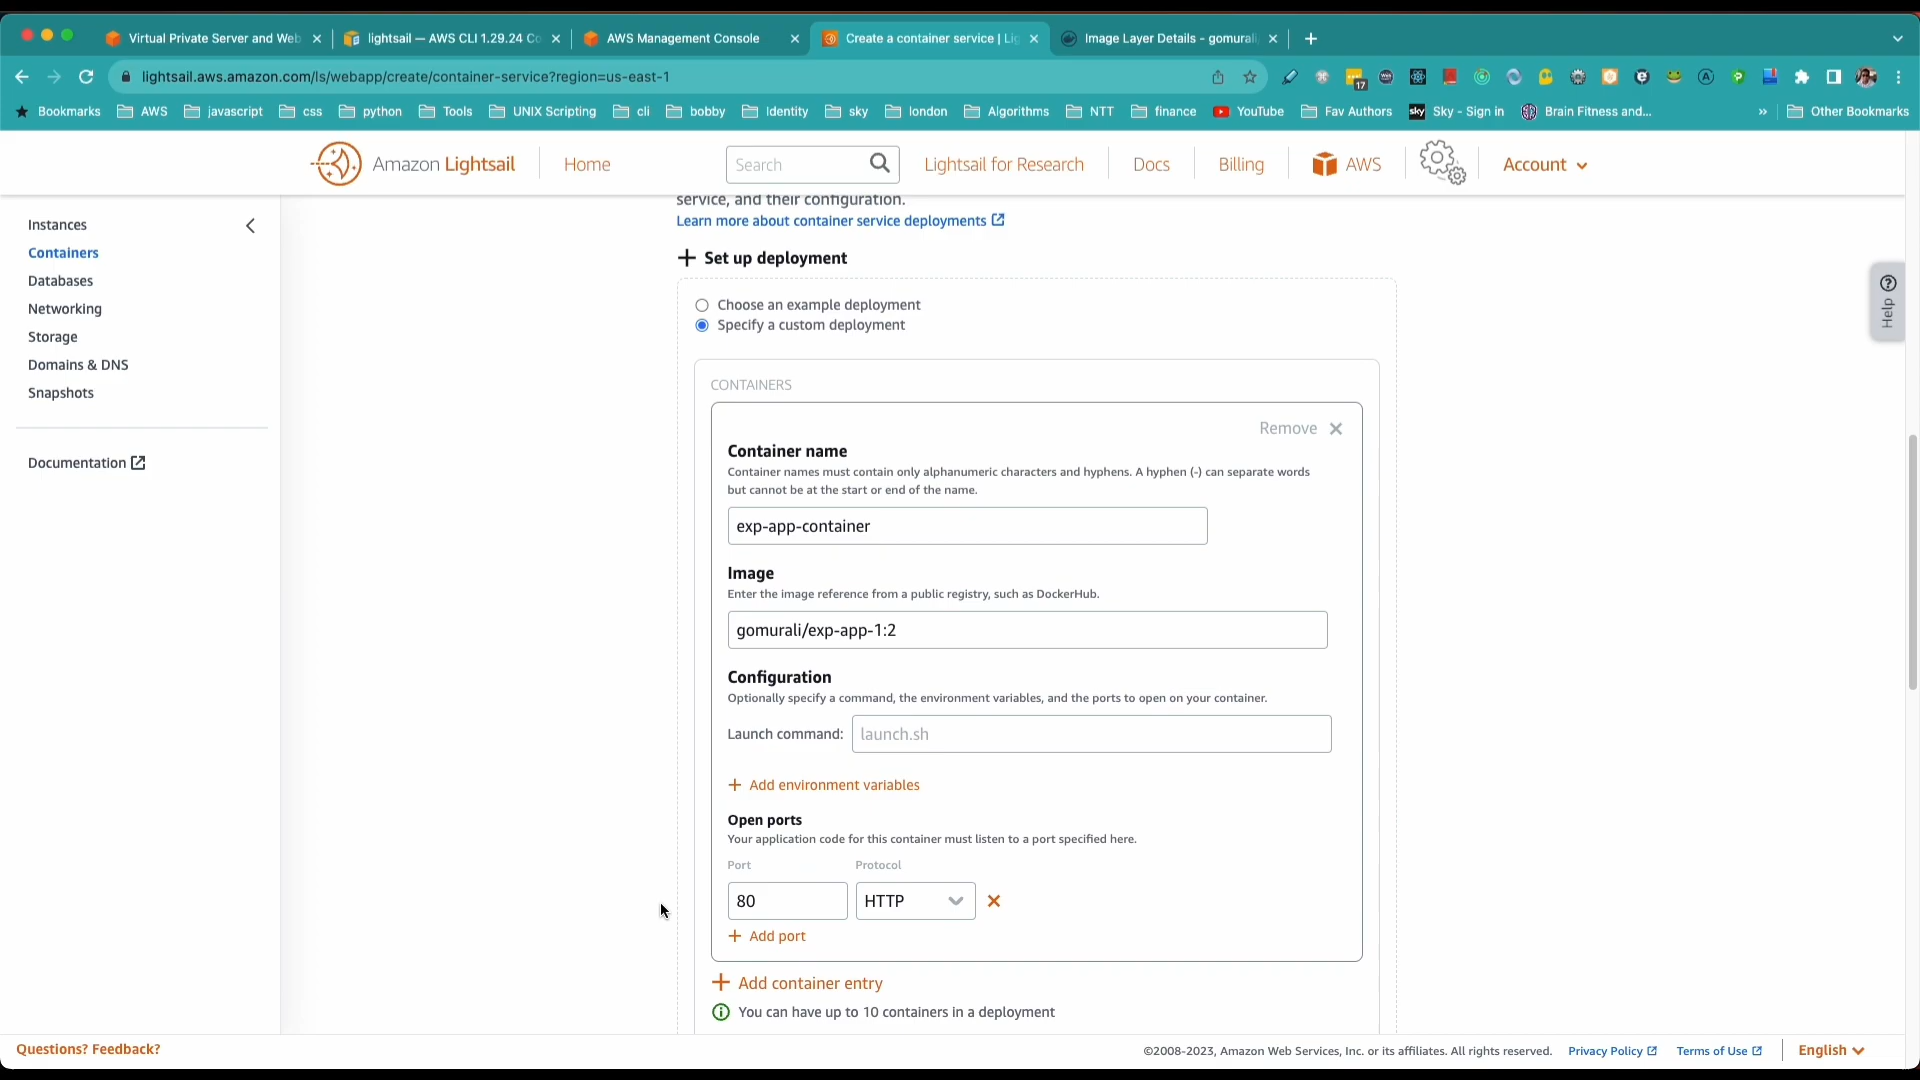 Virtual Private Server and Web
lightsail — AWS CLI 1.29.24 Co
AWS Management Console
Create a container service | Lig
Image Layer Details - gomurali
lightsail.aws.amazon.com/ls/webapp/create/container-service?region=us-east-1
17
Bookmarks
AWS
javascript
css
python
Tools
UNIX Scripting
cli
bobby
Identity
sky
london
Algorithms
NTT
finance
YouTube
Fav Authors
sky
Sky - Sign in
Brain Fitness and...
»
Other Bookmarks
Amazon Lightsail
Home
Search
Lightsail for Research
Docs
Billing
AWS
Account
Instances
Containers
Databases
Networking
Storage
Domains & DNS
Snapshots
Documentation
service, and their configuration.
Learn more about container service deployments
Set up deployment
Choose an example deployment
Specify a custom deployment
CONTAINERS
Remove
Container name
Container names must contain only alphanumeric characters and hyphens. A hyphen (-) can separate words
but cannot be at the start or end of the name.
exp-app-container
Image
Enter the image reference from a public registry, such as DockerHub.
gomurali/exp-app-1:2
Configuration
Optionally specify a command, the environment variables, and the ports to open on your container.
Launch command: launch.sh
+ Add environment variables
Open ports
Your application code for this container must listen to a port specified here.
Port Protocol
80 HTTP
+ Add port
+ Add container entry
You can have up to 10 containers in a deployment
Help
Questions? Feedback?
©2008-2023, Amazon Web Services, Inc. or its affiliates. All rights reserved.
Privacy Policy
Terms of Use
English